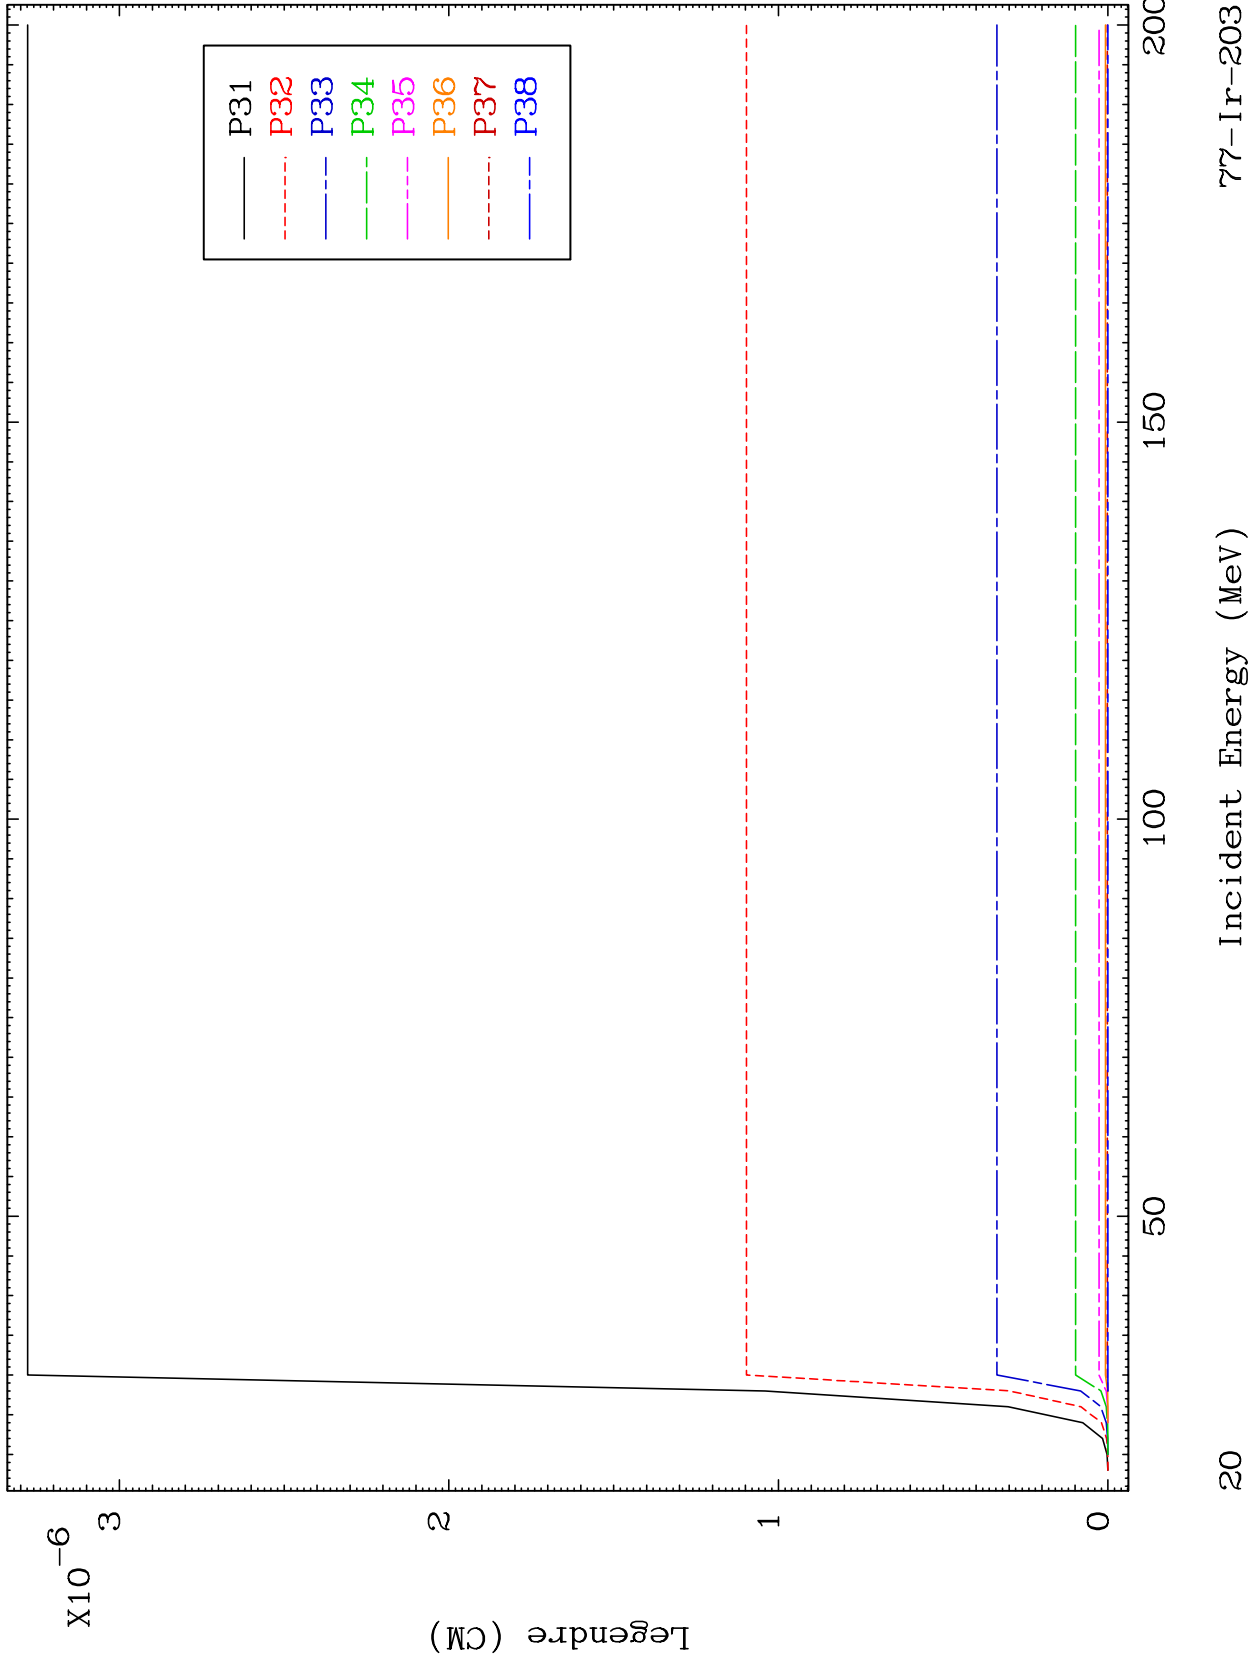 X10-6
3
2
1
0
Legendre (CM)
P31
P32
P33
P34
P35
P36
P37
P38
50
100
150
200
Incident Energy (MeV)
20
77-Ir-203